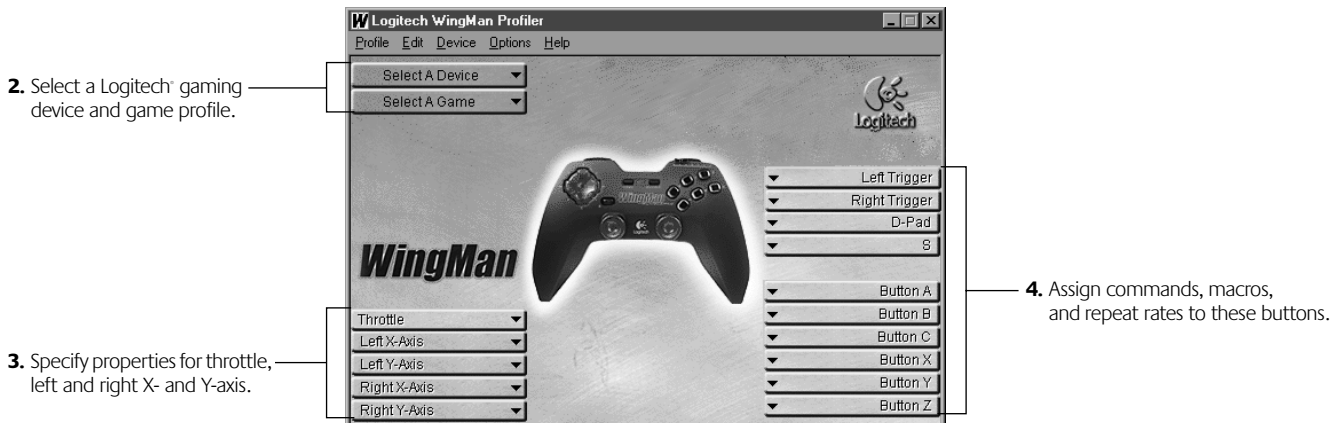 Logitech WingMan Profiler
Profile Edit Device Options Help
2. Select a Logitech® gaming
device and game profile.
Select A Device
Select A Game
Logitech
WingMan
Logitech
Left Trigger
Right Trigger
D-Pad
S
WingMan
Button A
Button B
Button C
Button X
Button Y
Button Z
4. Assign commands, macros,
and repeat rates to these buttons.
3. Specify properties for throttle,
left and right X- and Y-axis.
Throttle
Left X-Axis
Left Y-Axis
Right X-Axis
Right Y-Axis